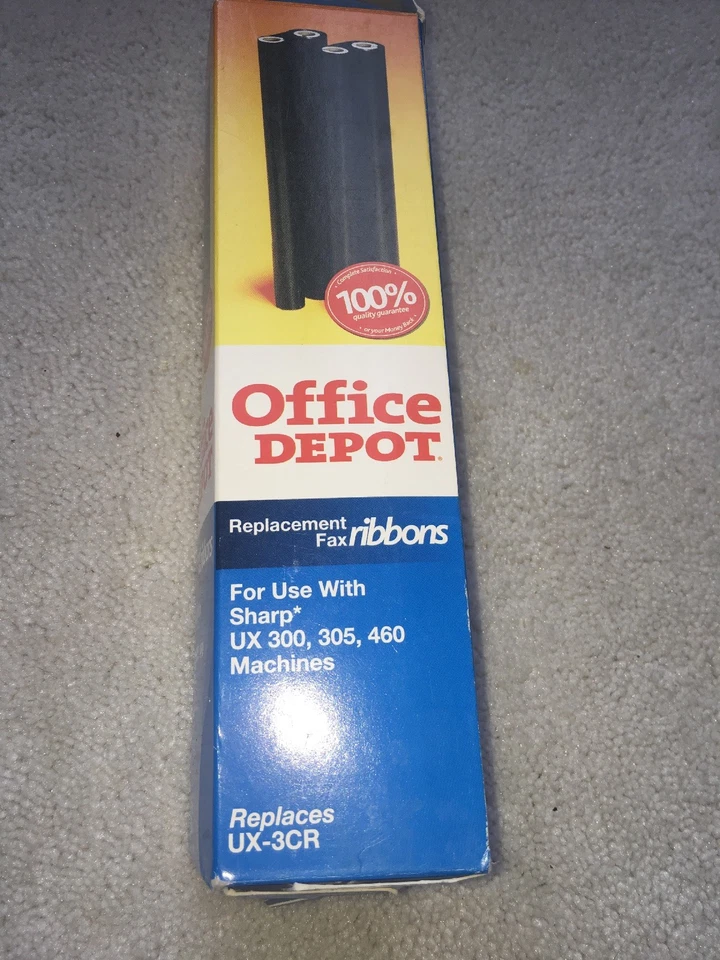 • Complete Satisfaction •
100%
quality guarantee
• or your Money Back •
Office
DEPOT.
Replacement
Fax ribbons
For Use With
Sharp*
UX 300, 305, 460
Machines
Replaces
UX-3CR